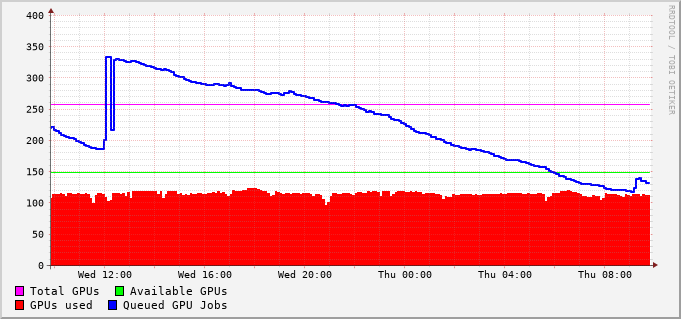 400
350
300
250
200
150
100
50
0
Wed 12:00 Wed 16:00 Wed 20:00 Thu 00:00 Thu 04:00 Thu 08:00
Total GPUs Available GPUs
GPUs used Queued GPU Jobs
RRDTOOL / TOBI OETIKER